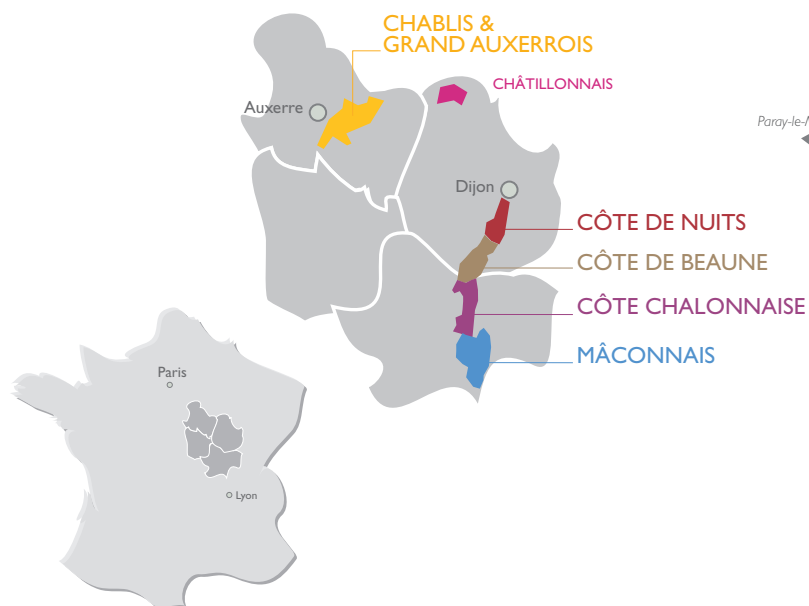 CHABLIS &
GRAND AUXERROIS
CHÂTILLONNAIS
Auxerre
Dijon
CÔTE DE NUITS
CÔTE DE BEAUNE
CÔTE CHALONNAISE
MÂCONNAIS
Paris
Lyon